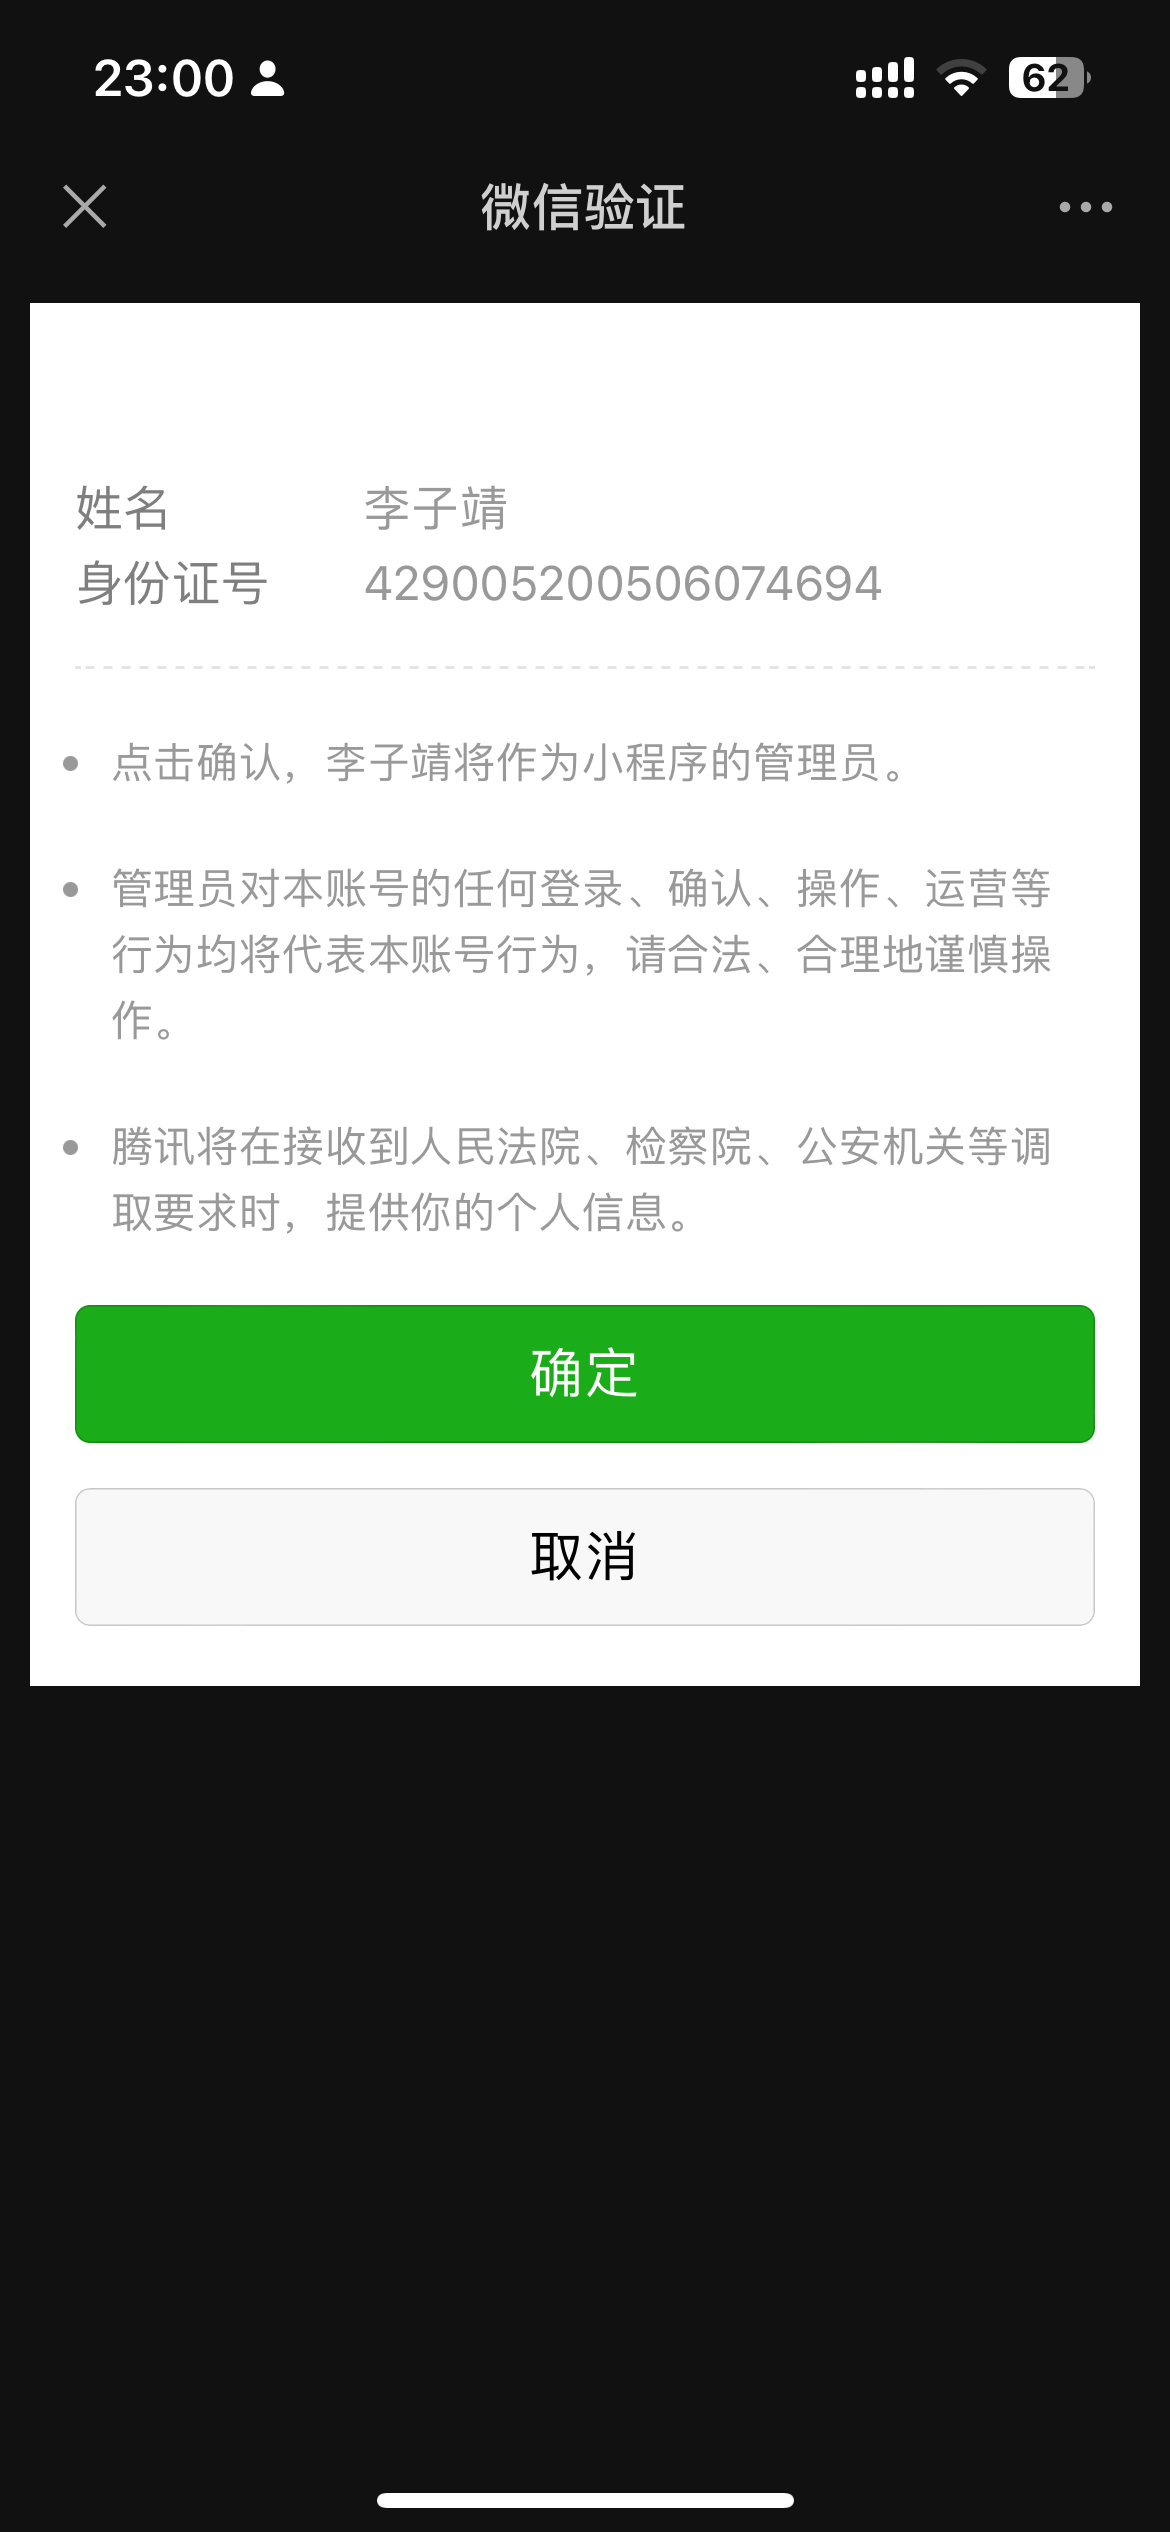 23:00
62
微信验证
姓名 李子靖
身份证号 429005200506074694
点击确认，李子靖将作为小程序的管理员。
管理员对本账号的任何登录、确认、操作、运营等
行为均将代表本账号行为，请合法、合理地谨慎操
作。
腾讯将在接收到人民法院、检察院、公安机关等调
取要求时，提供你的个人信息。
确定
取消